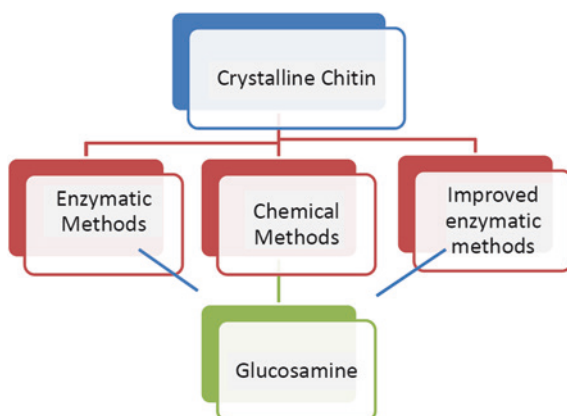 Crystalline Chitin
Enzymatic
Methods
Chemical
Methods
Improved
enzymatic
methods
Glucosamine